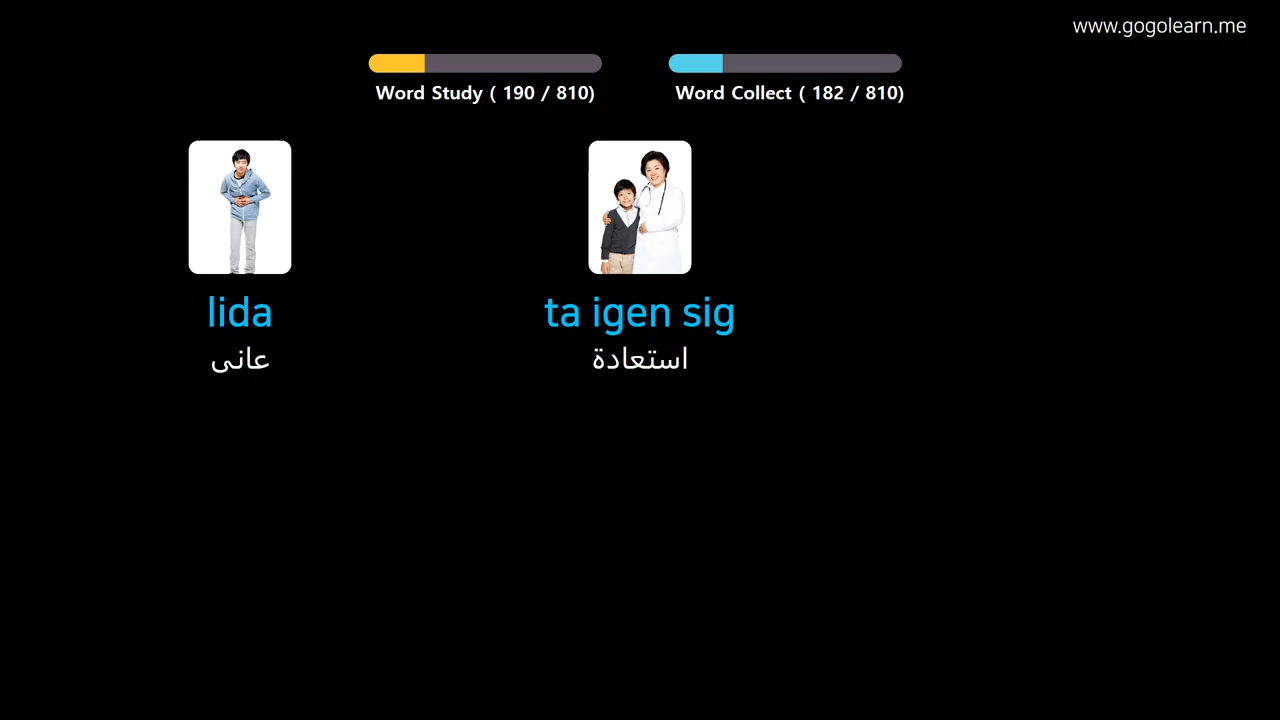 www.gogolearn.me
Word Study ( 190 / 810)
Word Collect ( 182 / 810)
lida
ta igen sig
عانى
استعادة